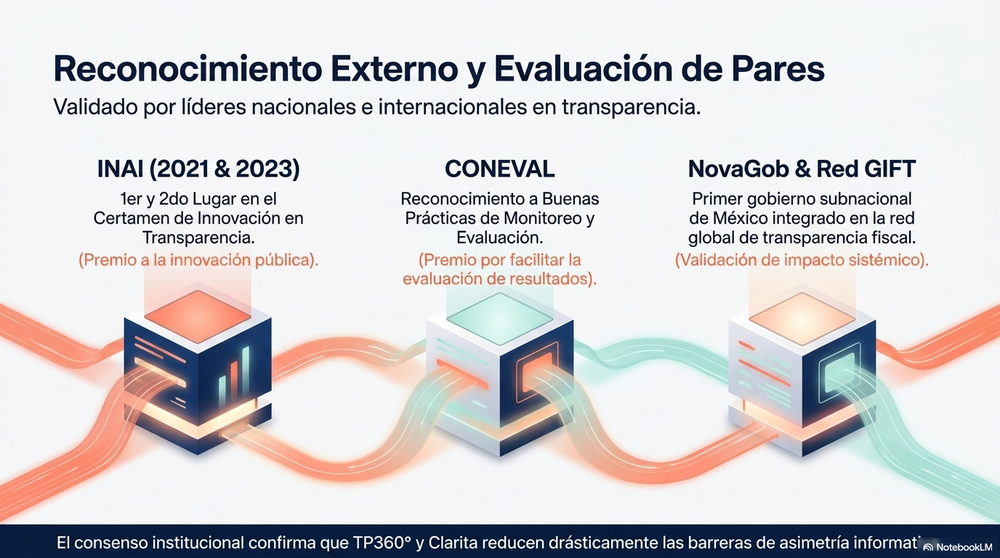 Reconocimiento Externo y Evaluación de Pares
Validado por líderes nacionales e internacionales en transparencia.
INAI (2021 & 2023)
1er y 2do Lugar en el
Certamen de Innovación en
Transparencia.
(Premio a la innovación pública).
CONEVAL
Reconocimiento a Buenas
Prácticas de Monitoreo y
Evaluación.
(Premio por facilitar la
evaluación de resultados).
NovaGob & Red GIFT
Primer gobierno subnacional
de México integrado en la red
global de transparencia fiscal.
(Validación de impacto sistémico).
El consenso institucional confirma que TP360° y Clarita reducen drásticamente las barreras de asimetría
NotebookLM